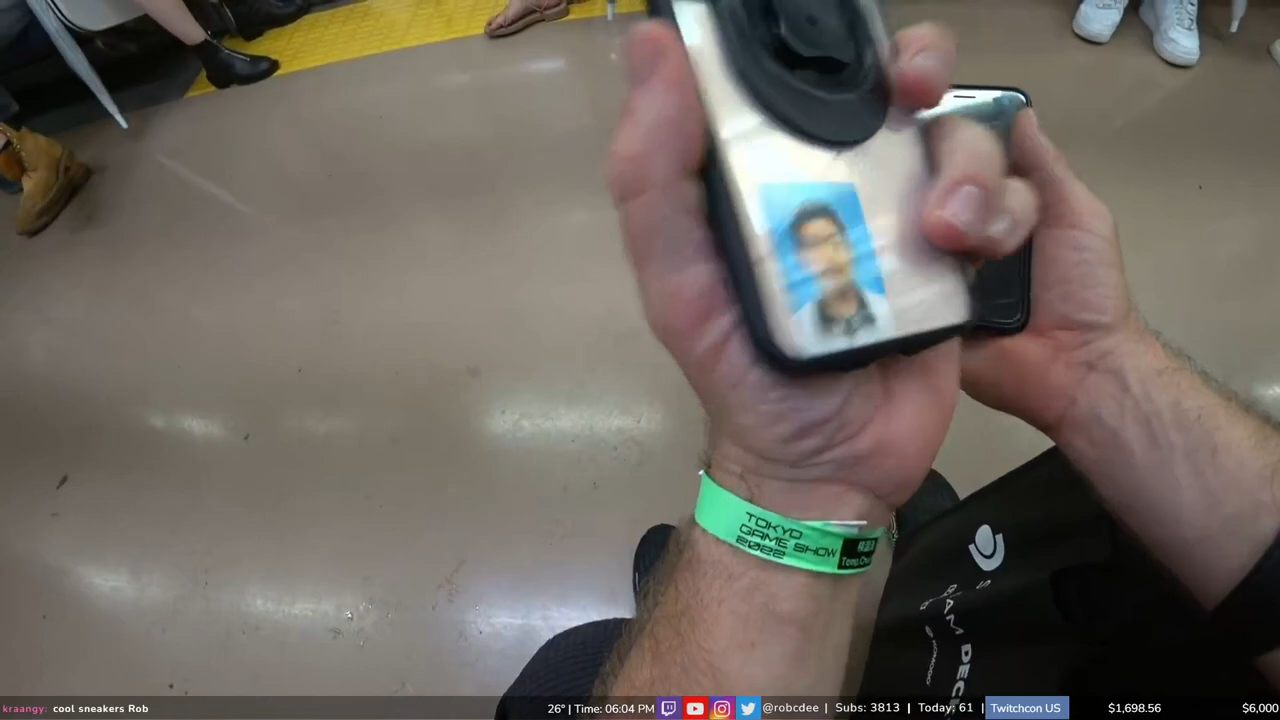 TOKYO
GAME SHOW
2022
kraangy: cool sneakers Rob
26° | Time: 06:04 PM
@robcdee | Subs: 3813 | Today: 61 |
Twitchcon US
$1,698.56
$6,000